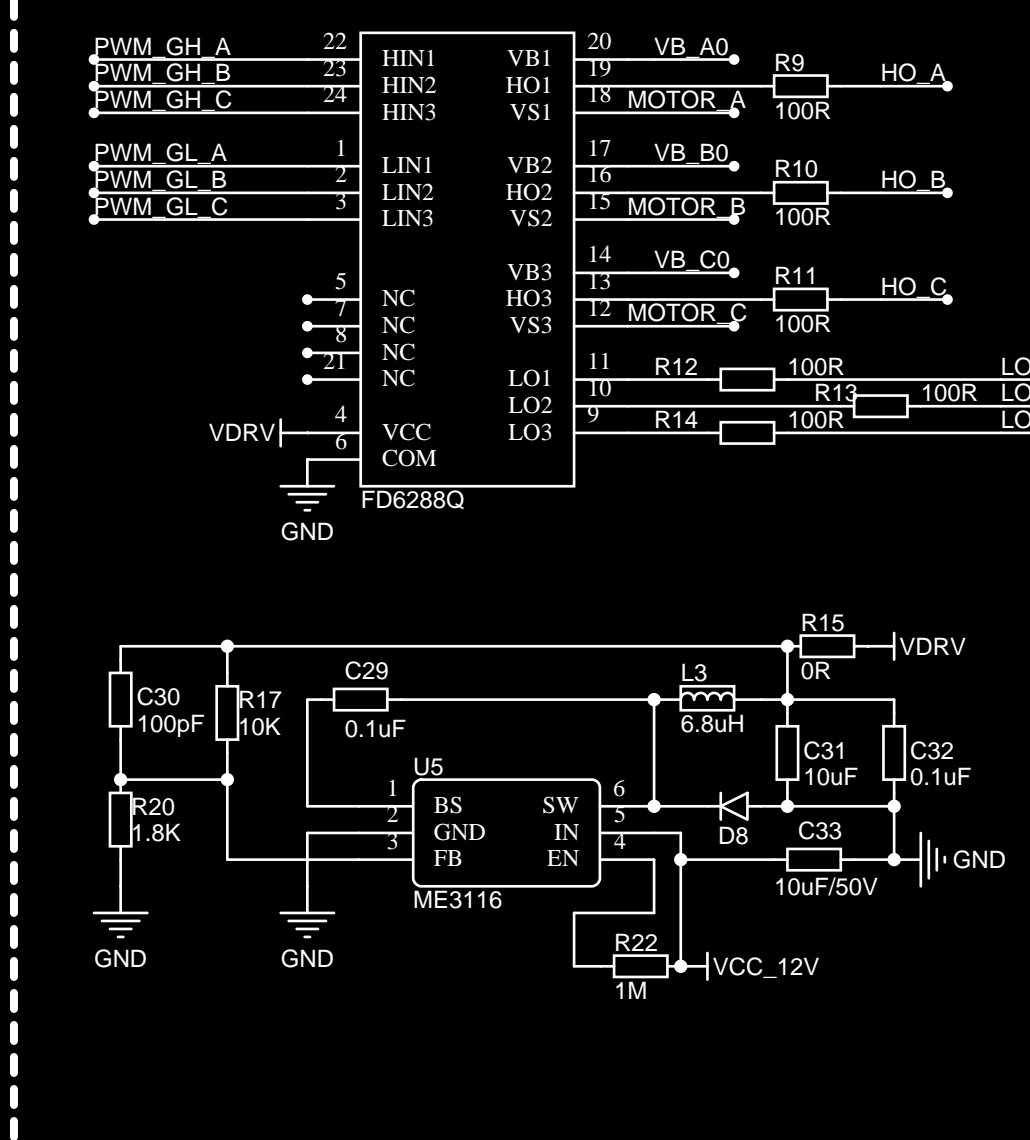 PWM_GH_A 22 HIN1 VB1 20 VB_A0
PWM_GH_B 23 HIN2 HO1 19 R9 100R HO_A
PWM_GH_C 24 HIN3 VS1 18 MOTOR_A
PWM_GL_A 1 LIN1 VB2 17 VB_B0
PWM_GL_B 2 LIN2 HO2 16 R10 100R HO_B
PWM_GL_C 3 LIN3 VS2 15 MOTOR_B
VB3 14 VB_C0
5 NC HO3 13 R11 100R HO_C
7 NC VS3 12 MOTOR_C
8 NC
21 NC LO1 11 R12 100R LO
LO2 10 R13 100R LO
VDRV 4 VCC LO3 9 R14 100R LO
6 COM
GND
FD6288Q
R15
VDRV
0R
C30
100pF
R17
10K
C29
0.1uF
L3
6.8uH
C31
10uF
C32
0.1uF
R20
1.8K
U5
1 BS SW 6
2 GND IN 5
3 FB EN 4
ME3116
D8
C33
10uF/50V
GND
GND
GND
R22
1M
VCC_12V